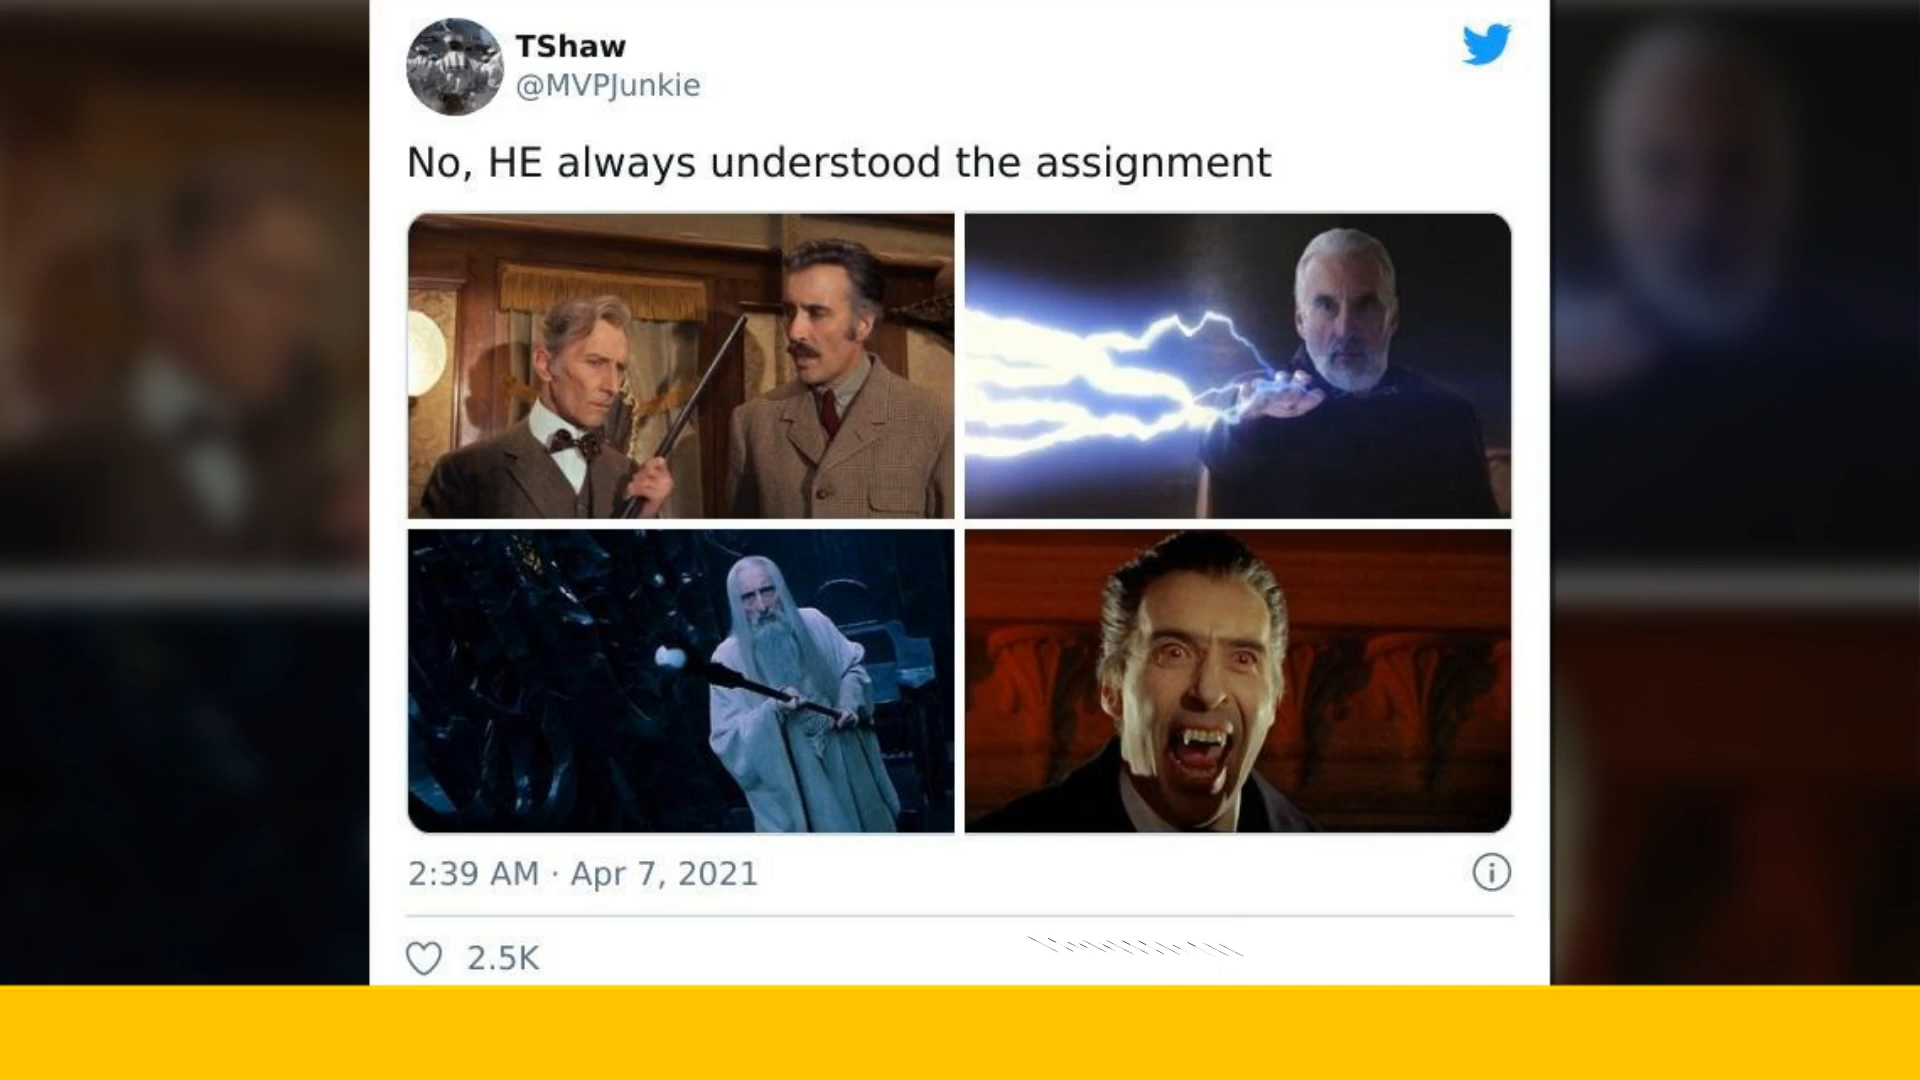 TShaw
@MVPJunkie
No, HE always understood the assignment
2:39 AM · Apr 7, 2021
2.5K